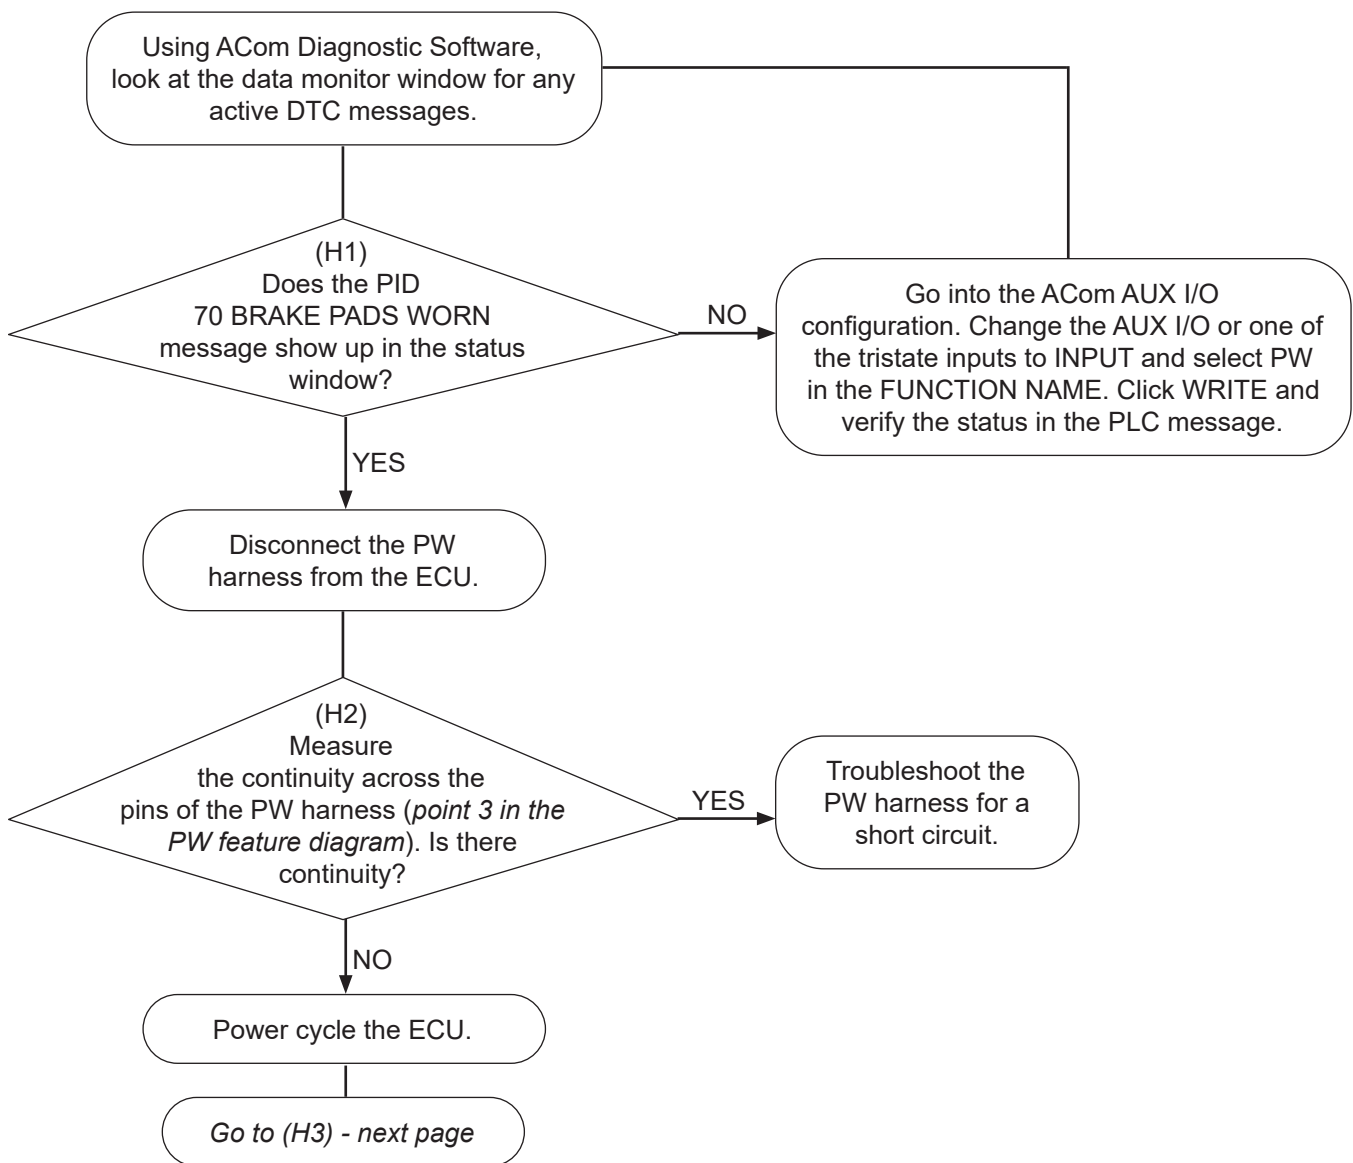 Using ACom Diagnostic Software,
look at the data monitor window for any
active DTC messages.
(H1)
Does the PID
70 BRAKE PADS WORN
message show up in the status
window?
NO
Go into the ACom AUX I/O
configuration. Change the AUX I/O or one of
the tristate inputs to INPUT and select PW
in the FUNCTION NAME. Click WRITE and
verify the status in the PLC message.
YES
Disconnect the PW
harness from the ECU.
(H2)
Measure
the continuity across the
pins of the PW harness (point 3 in the
PW feature diagram). Is there
continuity?
YES
Troubleshoot the
PW harness for a
short circuit.
NO
Power cycle the ECU.
Go to (H3) - next page